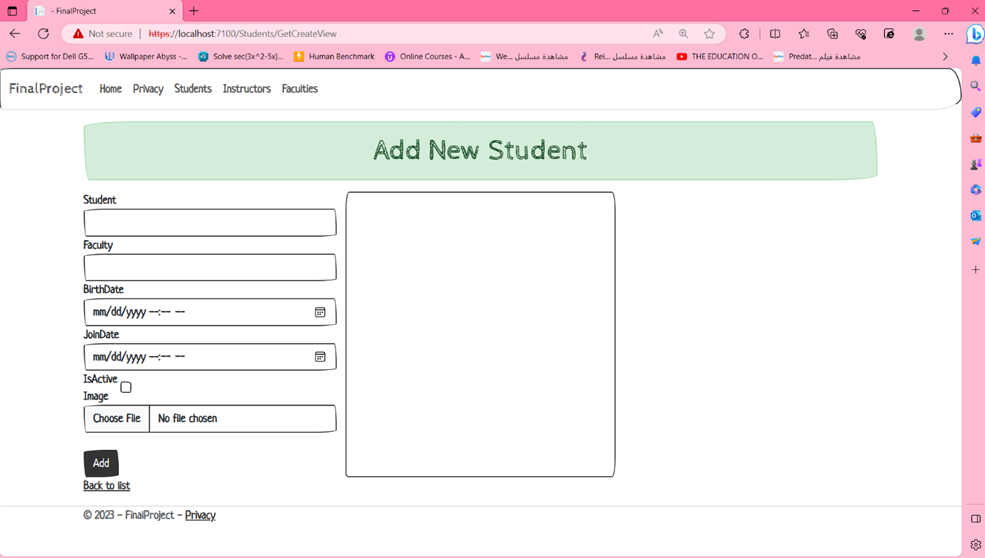 - FinalProject
Not secure | https://localhost:7100/Students/GetCreateView
Support for Dell G5... Wallpaper Abyss -... Solve sec(3x^2-5x)... Human Benchmark Online Courses - A... We... مشاهدة مسلسل Rei... مشاهدة مسلسل THE EDUCATION O... Predat... مشاهدة فيلم
FinalProject Home Privacy Students Instructors Faculties
Add New Student
Student
Faculty
BirthDate
mm/dd/yyyy --:-- --
JoinDate
mm/dd/yyyy --:-- --
IsActive
Image
Choose File No file chosen
Add
Back to list
© 2023 - FinalProject - Privacy